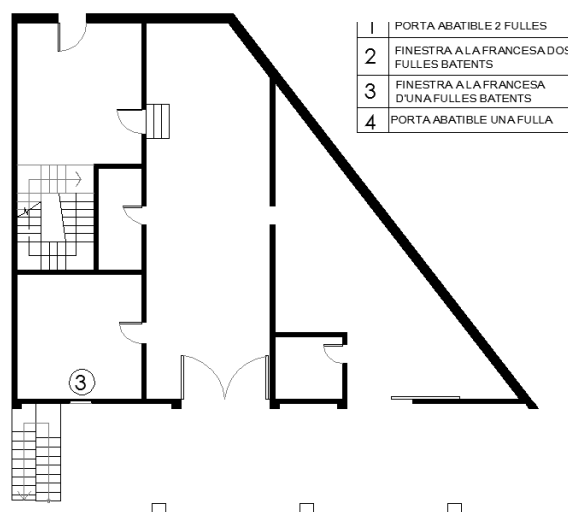 1 PORTA ABATIBLE 2 FULLES
2 FINESTRA A LA FRANCESA DOS
FULLES BATENTS
3 FINESTRA A LA FRANCESA
D'UNA FULLES BATENTS
4 PORTA ABATIBLE UNA FULLA
3